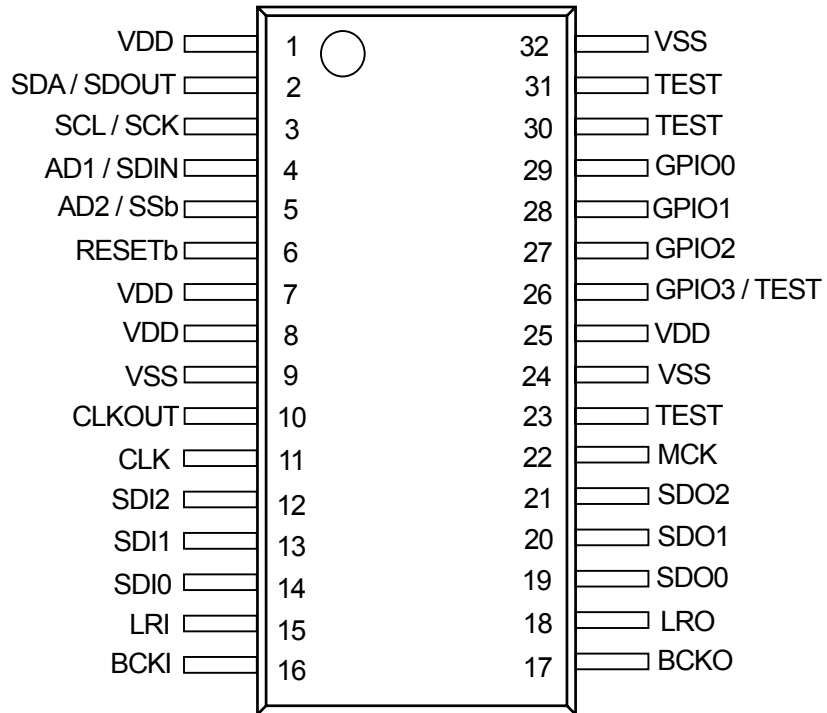 VDD 1 32 VSS
SDA / SDOUT 2 31 TEST
SCL / SCK 3 30 TEST
AD1 / SDIN 4 29 GPIO0
AD2 / SSb 5 28 GPIO1
RESETb 6 27 GPIO2
VDD 7 26 GPIO3 / TEST
VDD 8 25 VDD
VSS 9 24 VSS
CLKOUT 10 23 TEST
CLK 11 22 MCK
SDI2 12 21 SDO2
SDI1 13 20 SDO1
SDI0 14 19 SDO0
LRI 15 18 LRO
BCKI 16 17 BCKO